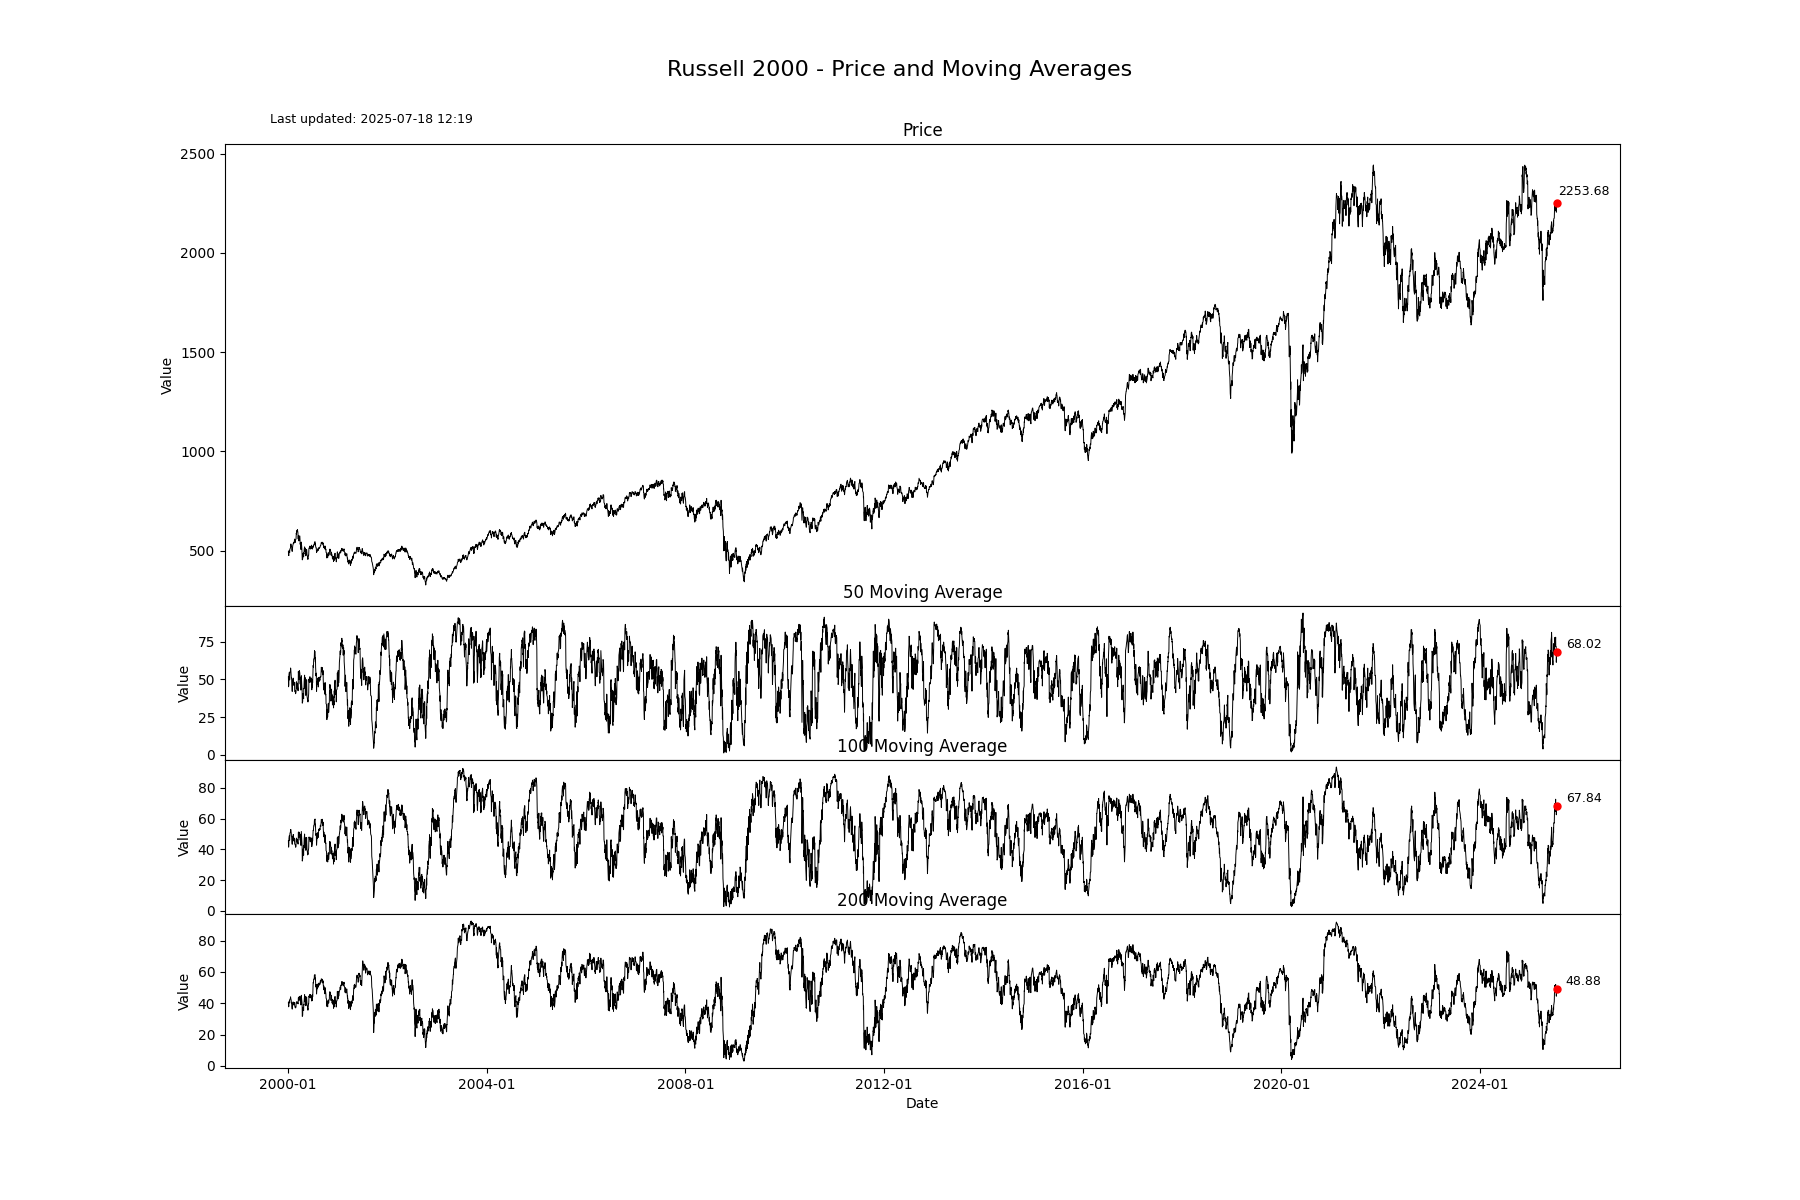 Russell 2000 - Price and Moving Averages
Last updated: 2025-07-18 12:19
Price
2500
2000
1500
1000
500
Value
2253.68
50 Moving Average
75
50
25
0
Value
68.02
100 Moving Average
80
60
40
20
0
Value
67.84
200 Moving Average
80
60
40
20
0
Value
48.88
2000-01 2004-01 2008-01 2012-01 2016-01 2020-01 2024-01
Date